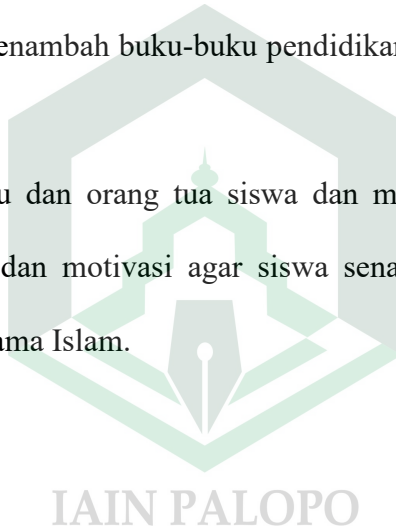 enambah buku-buku pendidikan
u dan orang tua siswa dan m
dan motivasi agar siswa sena
ama Islam.
IAIN PALOPO